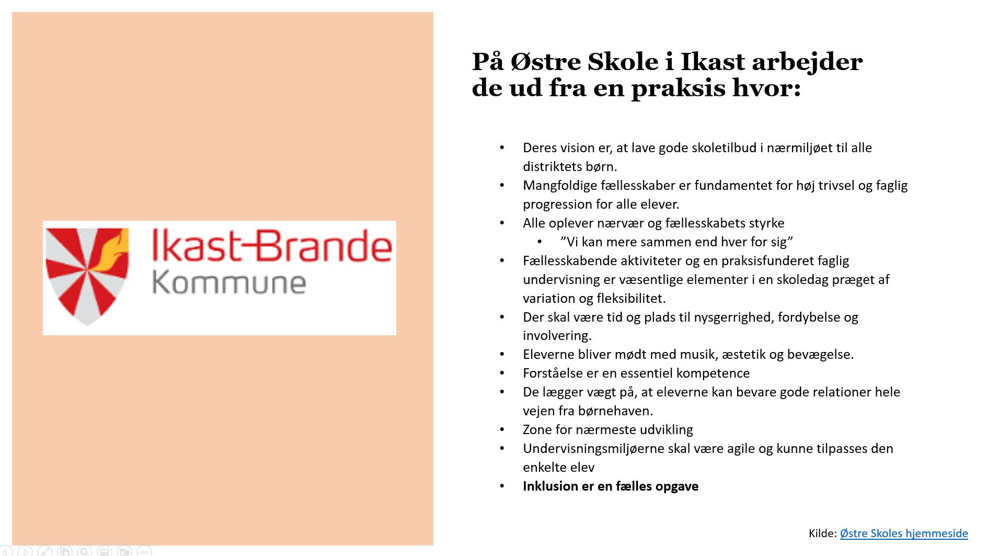 På Østre Skole i Ikast arbejder
de ud fra en praksis hvor:
Ikast-Brande
Kommune
• Deres vision er, at lave gode skoletilbud i nærmiljøet til alle
distriktets børn.
• Mangfoldige fællesskaber er fundamentet for høj trivsel og faglig
progression for alle elever.
• Alle oplever nærvær og fællesskabets styrke
• ”Vi kan mere sammen end hver for sig”
• Fællesskabende aktiviteter og en praksisfunderet faglig
undervisning er væsentlige elementer i en skoledag præget af
variation og fleksibilitet.
• Der skal være tid og plads til nysgerrighed, fordybelse og
involvering.
• Eleverne bliver mødt med musik, æstetik og bevægelse.
• Forståelse er en essentiel kompetence
• De lægger vægt på, at eleverne kan bevare gode relationer hele
vejen fra børnehaven.
• Zone for nærmeste udvikling
• Undervisningsmiljøerne skal være agile og kunne tilpasses den
enkelte elev
• Inklusion er en fælles opgave
Kilde: Østre Skoles hjemmeside